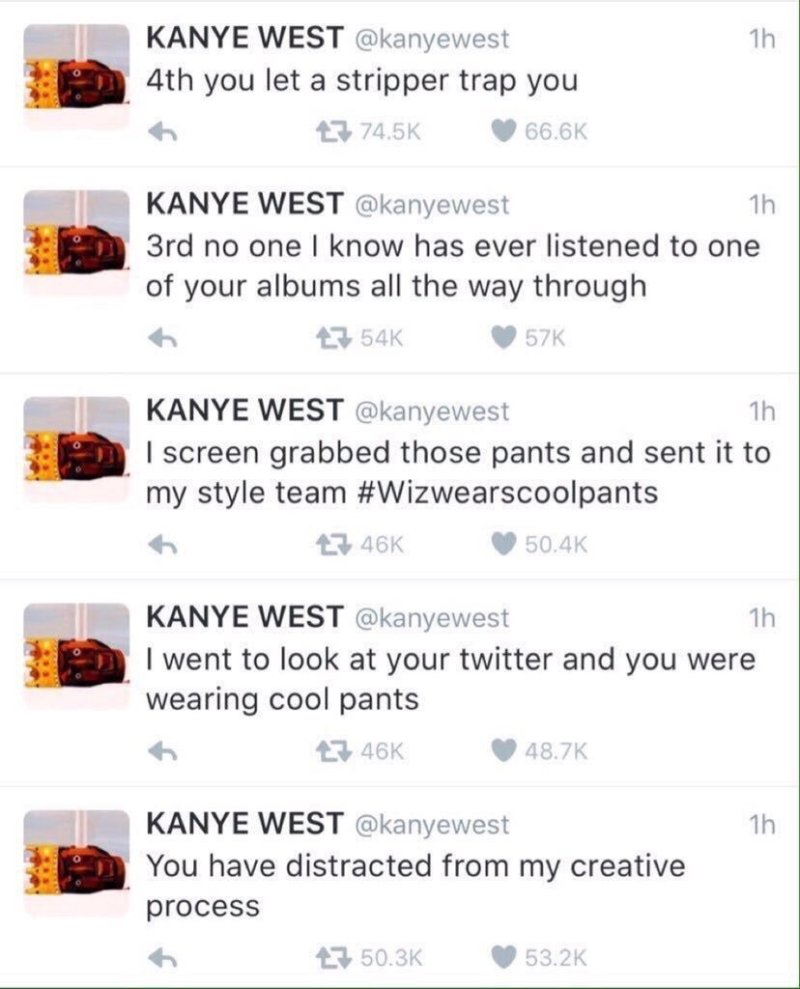 KANYE WEST @kanyewest 1h
4th you let a stripper trap you
74.5K 66.6K
KANYE WEST @kanyewest 1h
3rd no one I know has ever listened to one
of your albums all the way through
54K 57K
KANYE WEST @kanyewest 1h
I screen grabbed those pants and sent it to
my style team #Wizwearscoolpants
46K 50.4K
KANYE WEST @kanyewest 1h
I went to look at your twitter and you were
wearing cool pants
46K 48.7K
KANYE WEST @kanyewest 1h
You have distracted from my creative
process
50.3K 53.2K